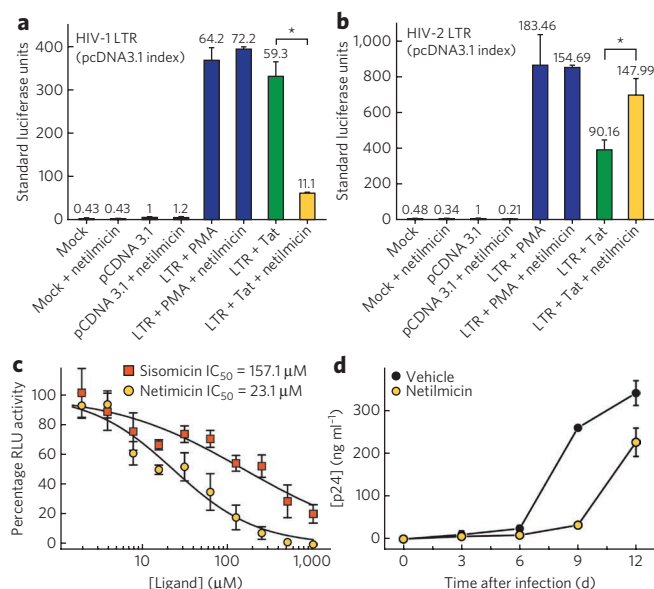 a
HIV-1 LTR
(pcDNA3.1 index)
Standard luciferase units
400
300
200
100
0
0.43
0.43
1
1.2
64.2
72.2
59.3
*
11.1
Mock
Mock + netilmicin
pCDNA 3.1
pCDNA 3.1 + netilmicin
LTR + PMA
LTR + PMA + netilmicin
LTR + Tat
LTR + Tat + netilmicin
b
HIV-2 LTR
(pcDNA3.1 index)
Standard luciferase units
1,000
800
600
400
200
0
0.48
0.34
1
0.21
183.46
154.69
90.16
*
147.99
Mock
Mock + netilmicin
pCDNA 3.1
pCDNA 3.1 + netilmicin
LTR + PMA
LTR + PMA + netilmicin
LTR + Tat
LTR + Tat + netilmicin
c
Sisomicin IC50 = 157.1 μM
Netimicin IC50 = 23.1 μM
Percentage RLU activity
100
80
60
40
20
0
10
100
1,000
[Ligand] (μM)
d
Vehicle
Netilmicin
[p24] (ng ml−1)
300
200
100
0
0
3
6
9
12
Time after infection (d)